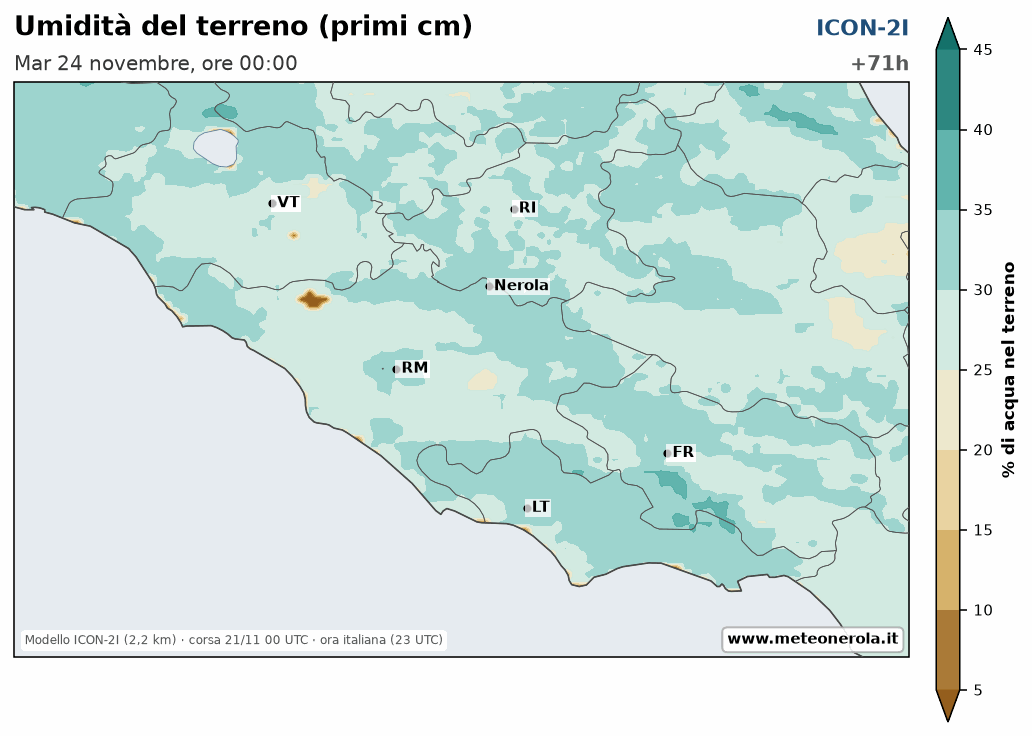 Umidità del terreno (primi cm)
ICON-2I
Mar 24 novembre, ore 00:00
+71h
VT
RI
Nerola
RM
FR
LT
Modello ICON-2I (2,2 km) · corsa 21/11 00 UTC · ora italiana (23 UTC)
www.meteonerola.it
45
40
35
30
25
20
15
10
5
% di acqua nel terreno